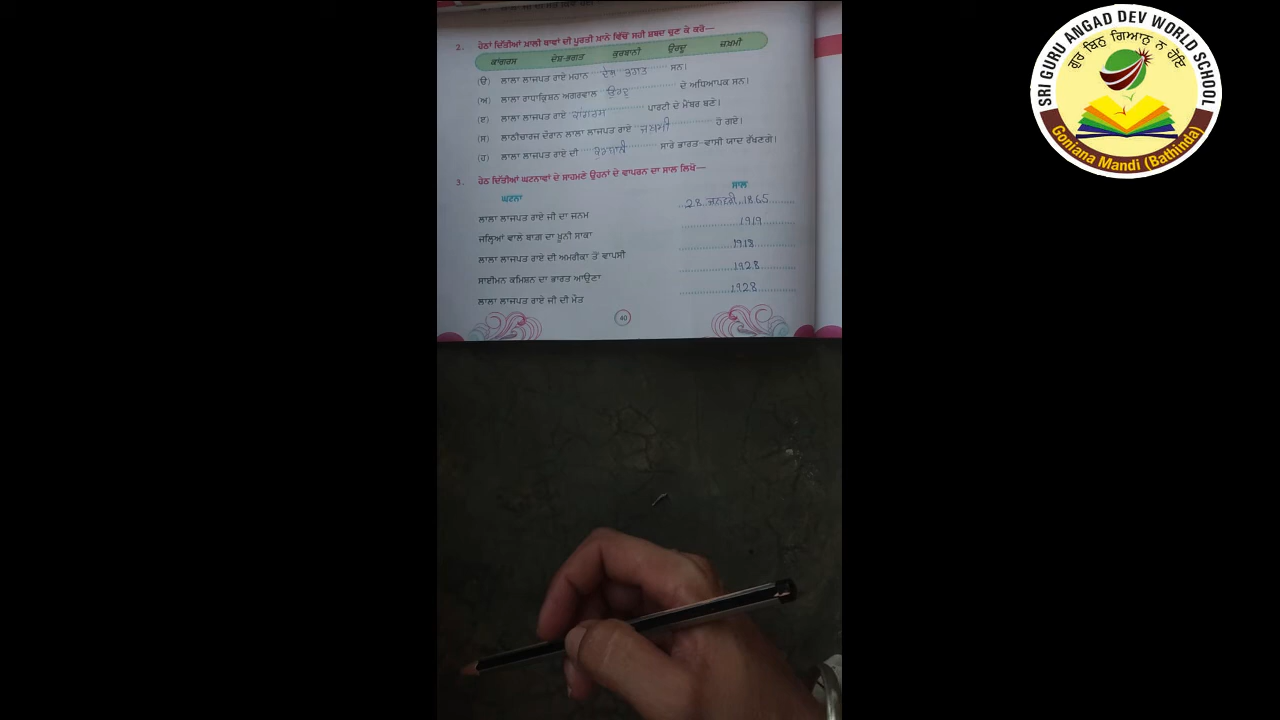 2. ਹੇਠਾਂ ਦਿੱਤੀਆਂ ਖ਼ਾਲੀ ਥਾਵਾਂ ਦੀ ਪੂਰਤੀ ਖ਼ਾਨੇ ਵਿੱਚੋਂ ਸਹੀ ਸ਼ਬਦ ਚੁਣ ਕੇ ਕਰੋ—
ਕਾਂਗਰਸ ਦੇਸ਼-ਭਗਤ ਕੁਰਬਾਨੀ ਉਰਦੂ ਜ਼ਖ਼ਮੀ
(ੳ) ਲਾਲਾ ਲਾਜਪਤ ਰਾਏ ਮਹਾਨ ਦੇਸ਼ ਭਗਤ ਸਨ।
(ਅ) ਲਾਲਾ ਰਾਧਾਕ੍ਰਿਸ਼ਨ ਅਗਰਵਾਲ ਉਰਦੂ ਦੇ ਅਧਿਆਪਕ ਸਨ।
(ੲ) ਲਾਲਾ ਲਾਜਪਤ ਰਾਏ ਕਾਂਗਰਸ ਪਾਰਟੀ ਦੇ ਮੈਂਬਰ ਬਣੇ।
(ਸ) ਲਾਠੀਚਾਰਜ ਦੌਰਾਨ ਲਾਲਾ ਲਾਜਪਤ ਰਾਏ ਜ਼ਖ਼ਮੀ ਹੋ ਗਏ।
(ਹ) ਲਾਲਾ ਲਾਜਪਤ ਰਾਏ ਦੀ ਕੁਰਬਾਨੀ ਸਾਰੇ ਭਾਰਤ-ਵਾਸੀ ਯਾਦ ਰੱਖਣਗੇ।
3. ਹੇਠ ਦਿੱਤੀਆਂ ਘਟਨਾਵਾਂ ਦੇ ਸਾਹਮਣੇ ਉਹਨਾਂ ਦੇ ਵਾਪਰਨ ਦਾ ਸਾਲ ਲਿਖੋ—
ਘਟਨਾ ਸਾਲ
ਲਾਲਾ ਲਾਜਪਤ ਰਾਏ ਜੀ ਦਾ ਜਨਮ 28 ਜਨਵਰੀ, 1865
ਜਲ੍ਹਿਆਂ ਵਾਲੇ ਬਾਗ਼ ਦਾ ਖ਼ੂਨੀ ਸਾਕਾ 1919
ਲਾਲਾ ਲਾਜਪਤ ਰਾਏ ਦੀ ਅਮਰੀਕਾ ਤੋਂ ਵਾਪਸੀ 1918
ਸਾਈਮਨ ਕਮਿਸ਼ਨ ਦਾ ਭਾਰਤ ਆਉਣਾ 1928
ਲਾਲਾ ਲਾਜਪਤ ਰਾਏ ਜੀ ਦੀ ਮੌਤ 1928
40
SRI GURU ANGAD DEV WORLD SCHOOL
ਗੁਰ ਬਿਨੁ ਗਿਆਨੁ ਨ ਹੋਇ
Goniana Mandi (Bathinda)